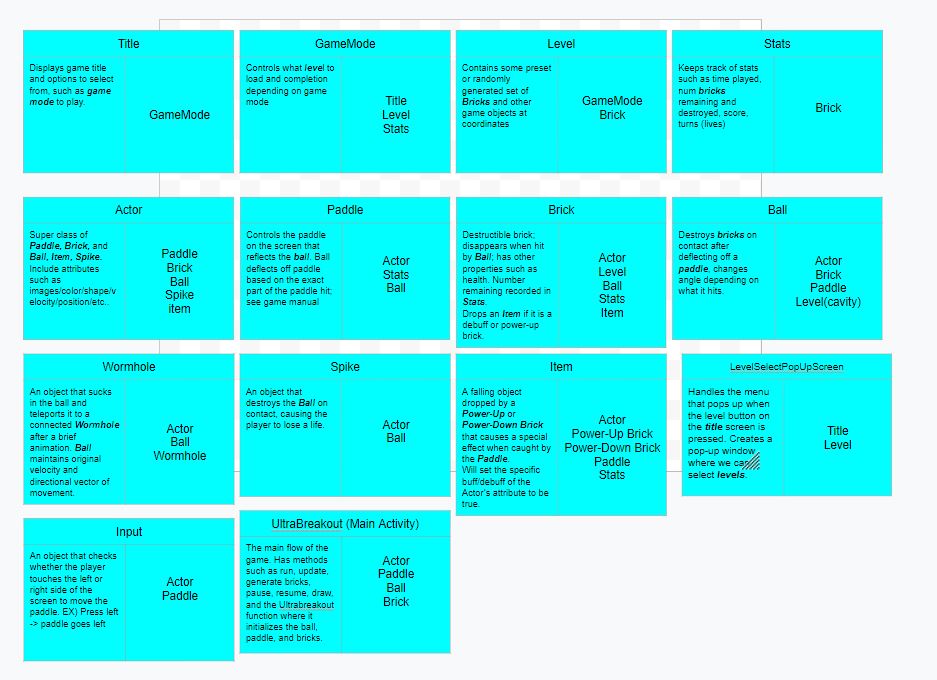 Title
Displays game title
and options to select
from, such as game
mode to play.
GameMode
GameMode
Controls what level to
load and completion
depending on game
mode
Title
Level
Stats
Level
Contains some preset
or randomly
generated set of
Bricks and other
game objects at
coordinates
GameMode
Brick
Stats
Keeps track of stats
such as time played,
num bricks
remaining and
destroyed, score,
turns (lives)
Brick
Actor
Super class of
Paddle, Brick, and
Ball, Item, Spike.
Include attributes
such as
images/color/shape/v
elocity/position/etc..
Paddle
Brick
Ball
Spike
item
Paddle
Controls the paddle
on the screen that
reflects the ball. Ball
deflects off paddle
based on the exact
part of the paddle hit;
see game manual
Actor
Stats
Ball
Brick
Destructible brick;
disappears when hit
by Ball; has other
properties such as
health. Number
remaining recorded in
Stats.
Drops an Item if it is a
debuff or power-up
brick.
Actor
Level
Ball
Stats
Item
Ball
Destroys bricks on
contact after
deflecting off a
paddle, changes
angle depending on
what it hits.
Actor
Brick
Paddle
Level(cavity)
Wormhole
An object that sucks
in the ball and
teleports it to a
connected Wormhole
after a brief
animation. Ball
maintains original
velocity and
directional vector of
movement.
Actor
Ball
Wormhole
Spike
An object that
destroys the Ball on
contact, causing the
player to lose a life.
Actor
Ball
Item
A falling object
dropped by a
Power-Up or
Power-Down Brick
that causes a special
effect when caught by
the Paddle.
Will set the specific
buff/debuff of the
Actor's attribute to be
true.
Actor
Power-Up Brick
Power-Down Brick
Paddle
Stats
LevelSelectPopUpScreen
Handles the menu
that pops up when
the level button on
the title screen is
pressed. Creates a
pop-up window
where we can
select levels.
Title
Level
Input
An object that checks
whether the player
touches the left or
right side of the
screen to move the
paddle. EX) Press left
-> paddle goes left
Actor
Paddle
UltraBreakout (Main Activity)
The main flow of the
game. Has methods
such as run, update,
generate bricks,
pause, resume, draw,
and the Ultrabreakout
function where it
initializes the ball,
paddle, and bricks.
Actor
Paddle
Ball
Brick